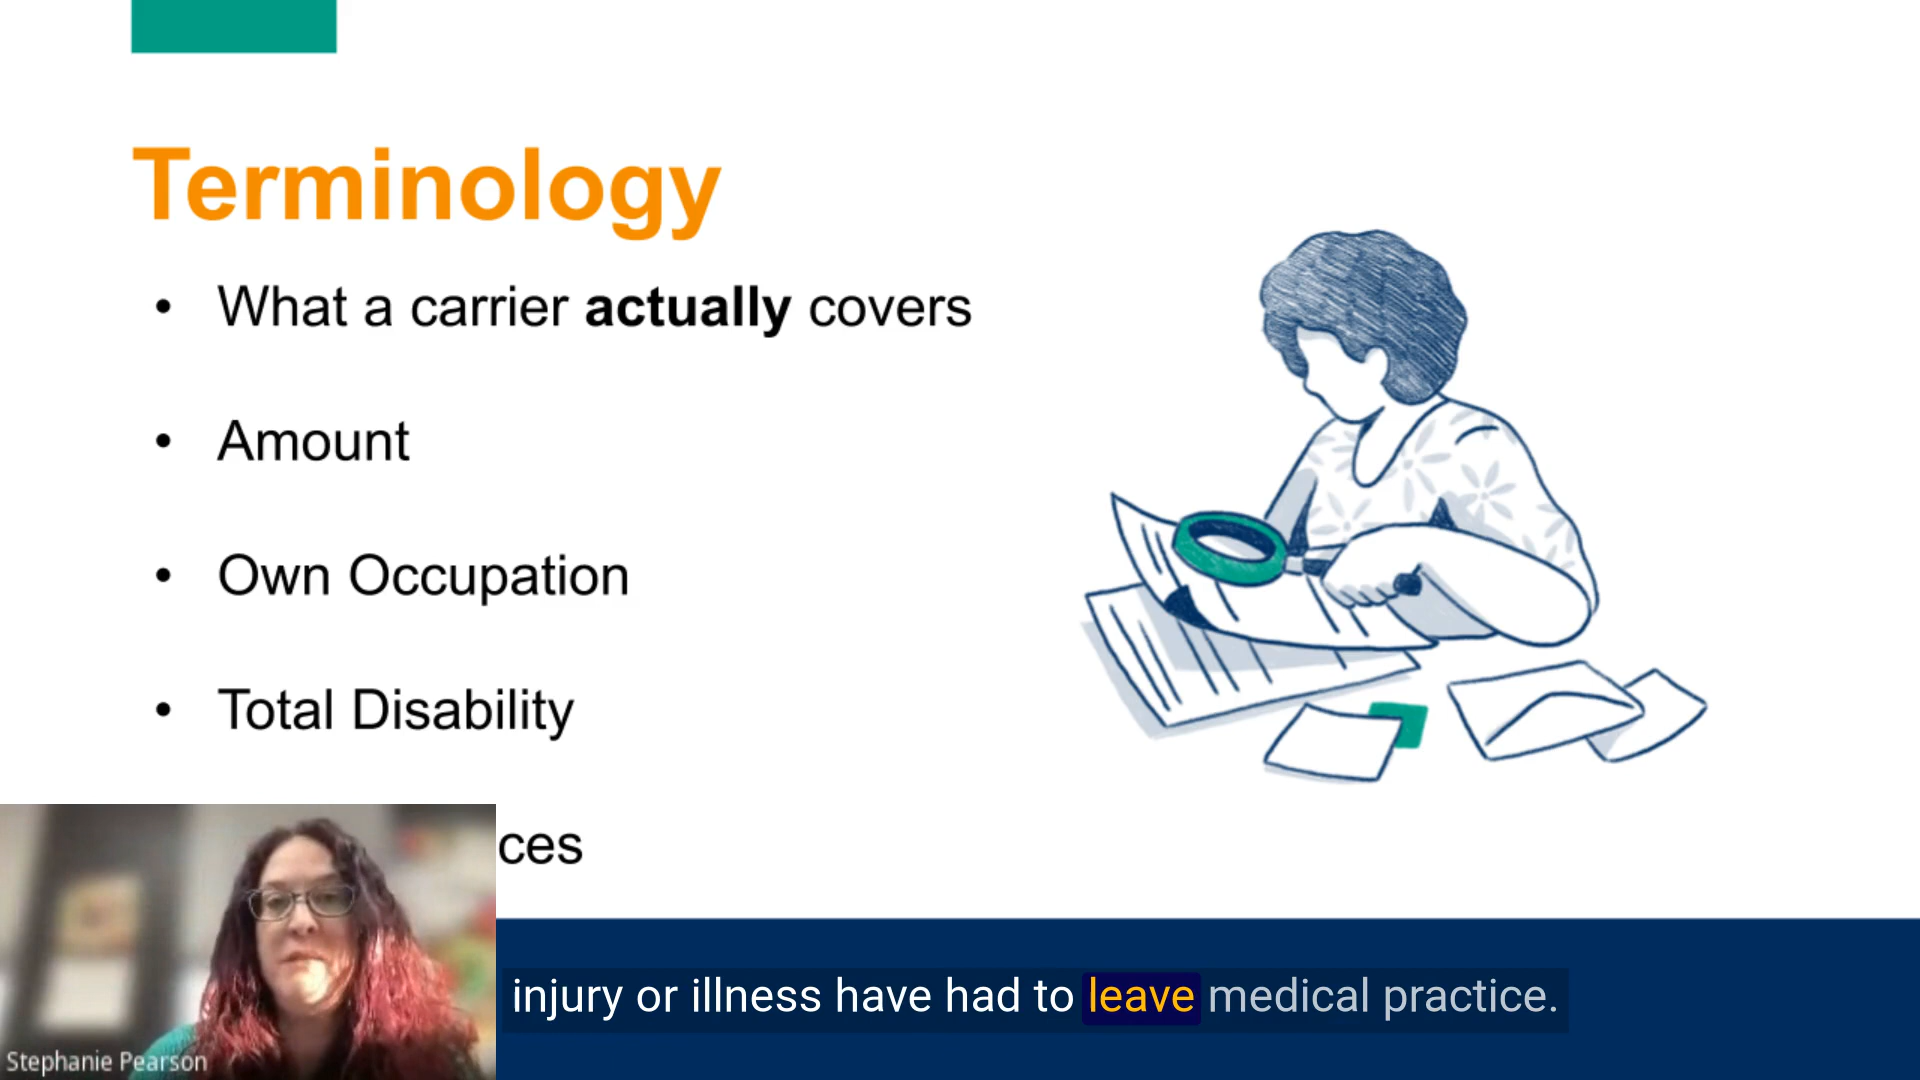 Terminology
• What a carrier actually covers
• Amount
• Own Occupation
• Total Disability
ces
injury or illness have had to leave medical practice.
Stephanie Pearson